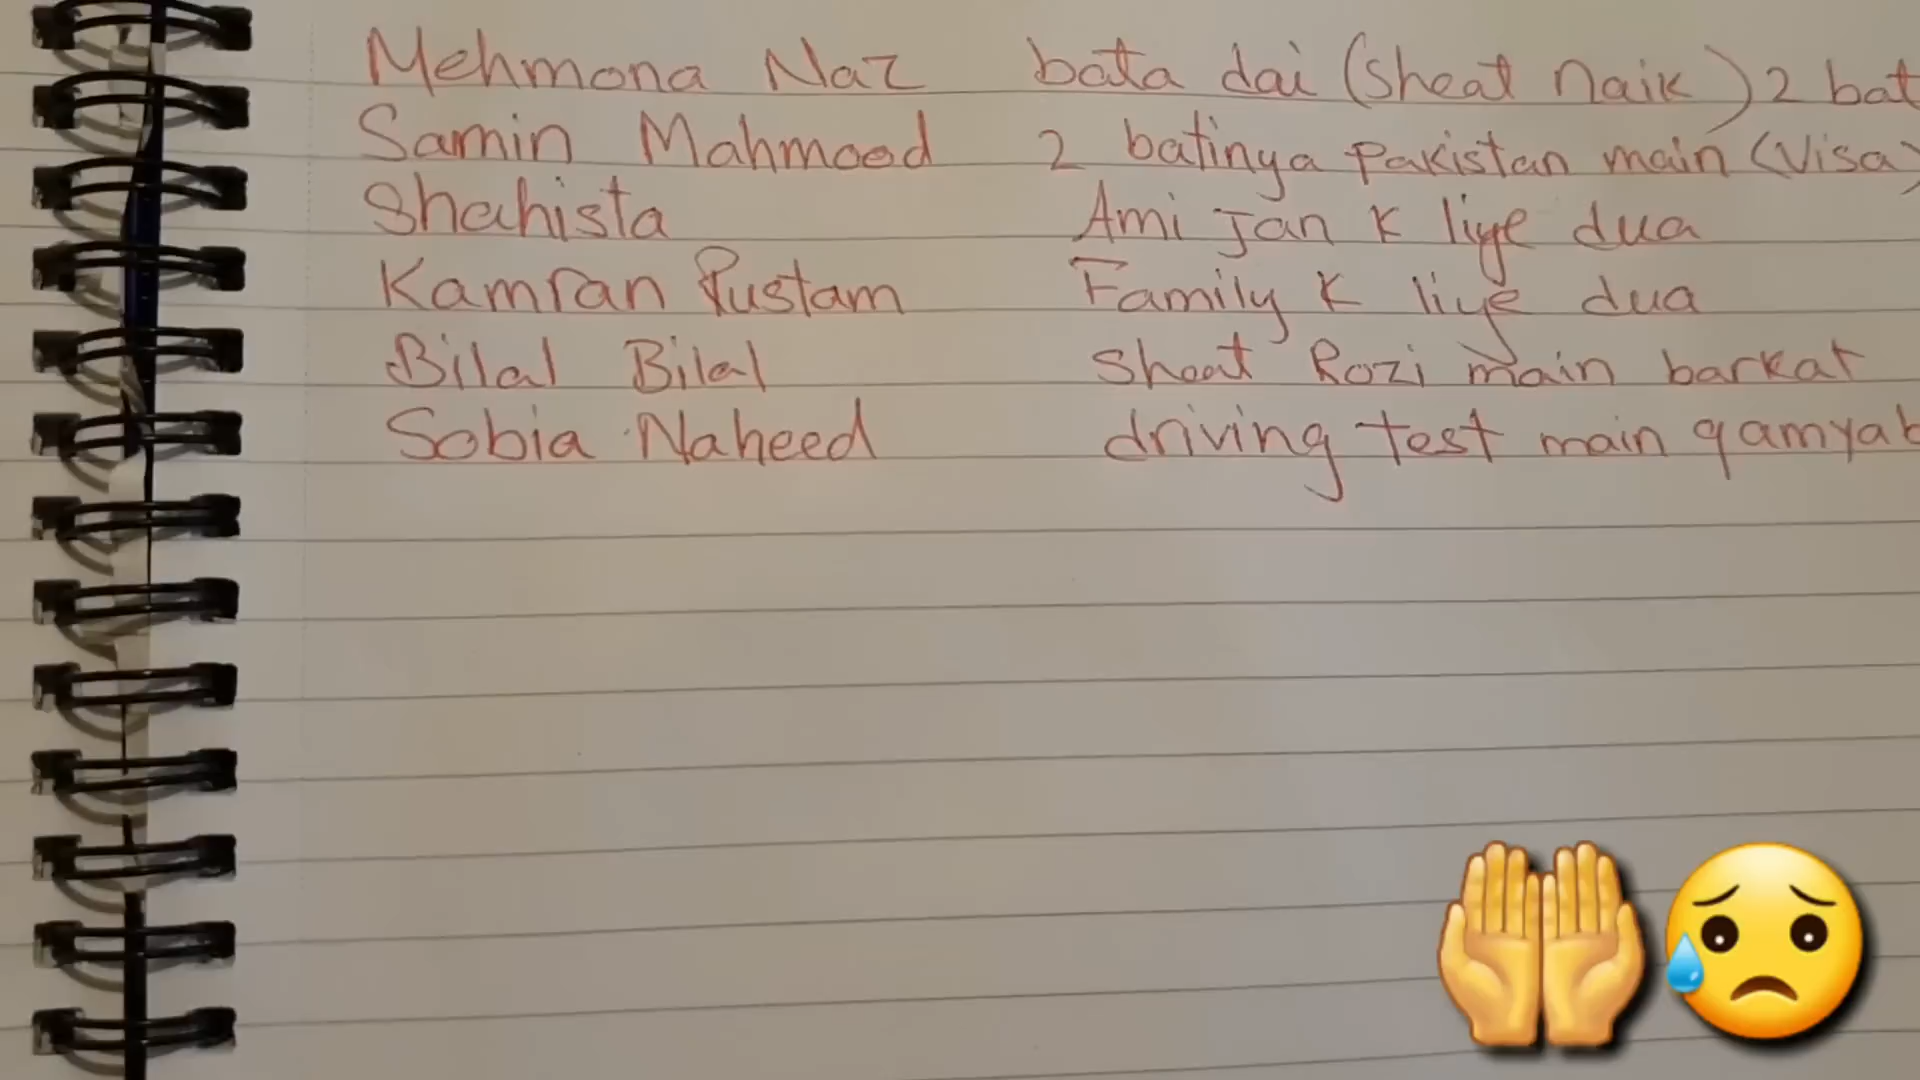 Mehmona Naz bata dai (Sheat Naik) 2 bat
Samin Mahmood 2 batinya Pakistan main (Visa)
Shahista Ami Jan K liye dua
Kamran Rustam Family K liye dua
Bilal Bilal Sheat Rozi main barkat
Sobia Naheed driving test main qamyab